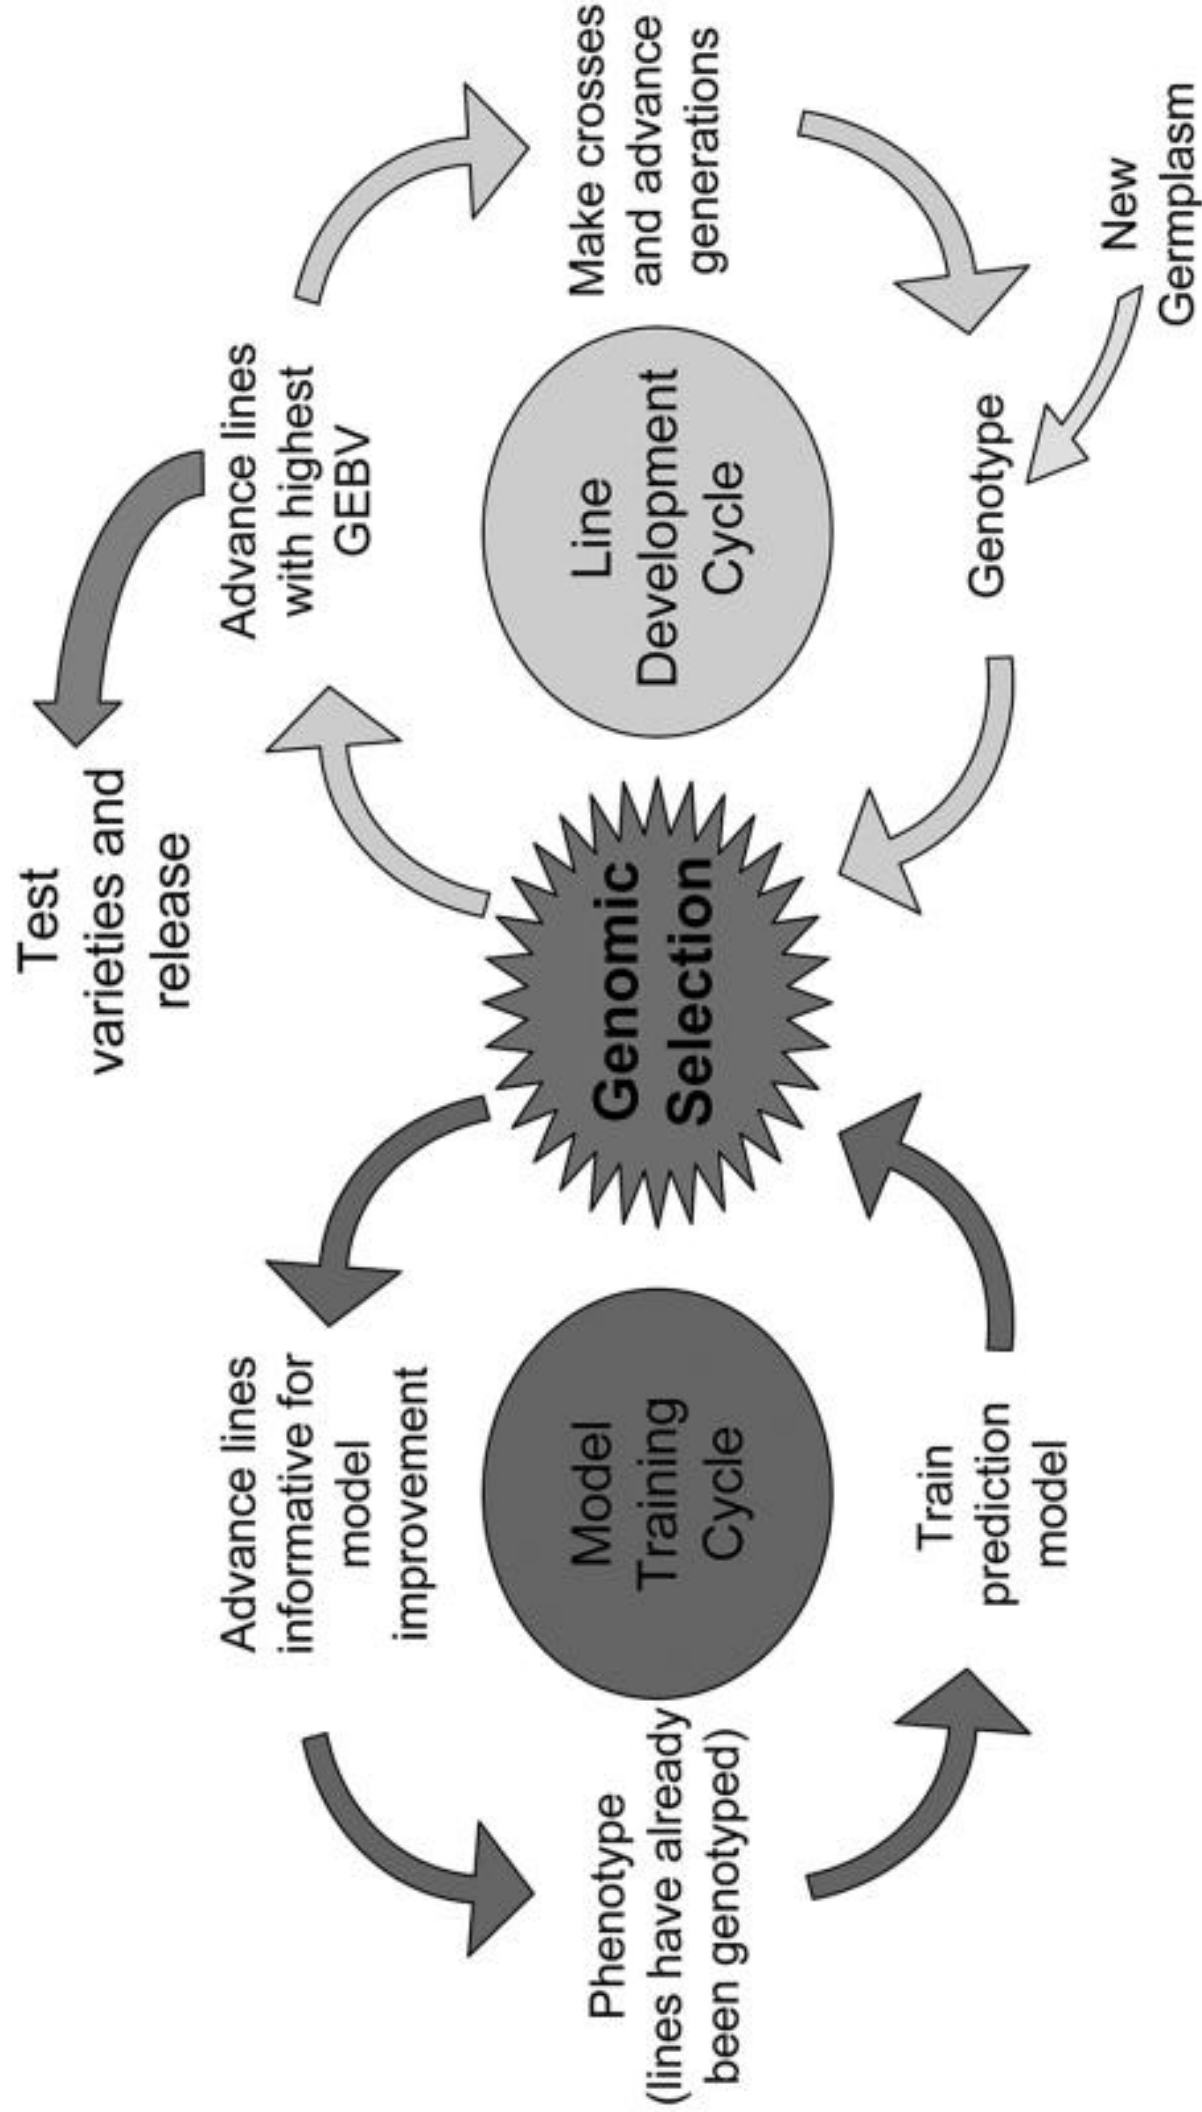 Test
varieties and
release
Advance lines
informative for
model
improvement
Advance lines
with highest
GEBV
Phenotype
(lines have already
been genotyped)
Model
Training
Cycle
Genomic
Selection
Line
Development
Cycle
Make crosses
and advance
generations
Train
prediction
model
Genotype
New
Germplasm